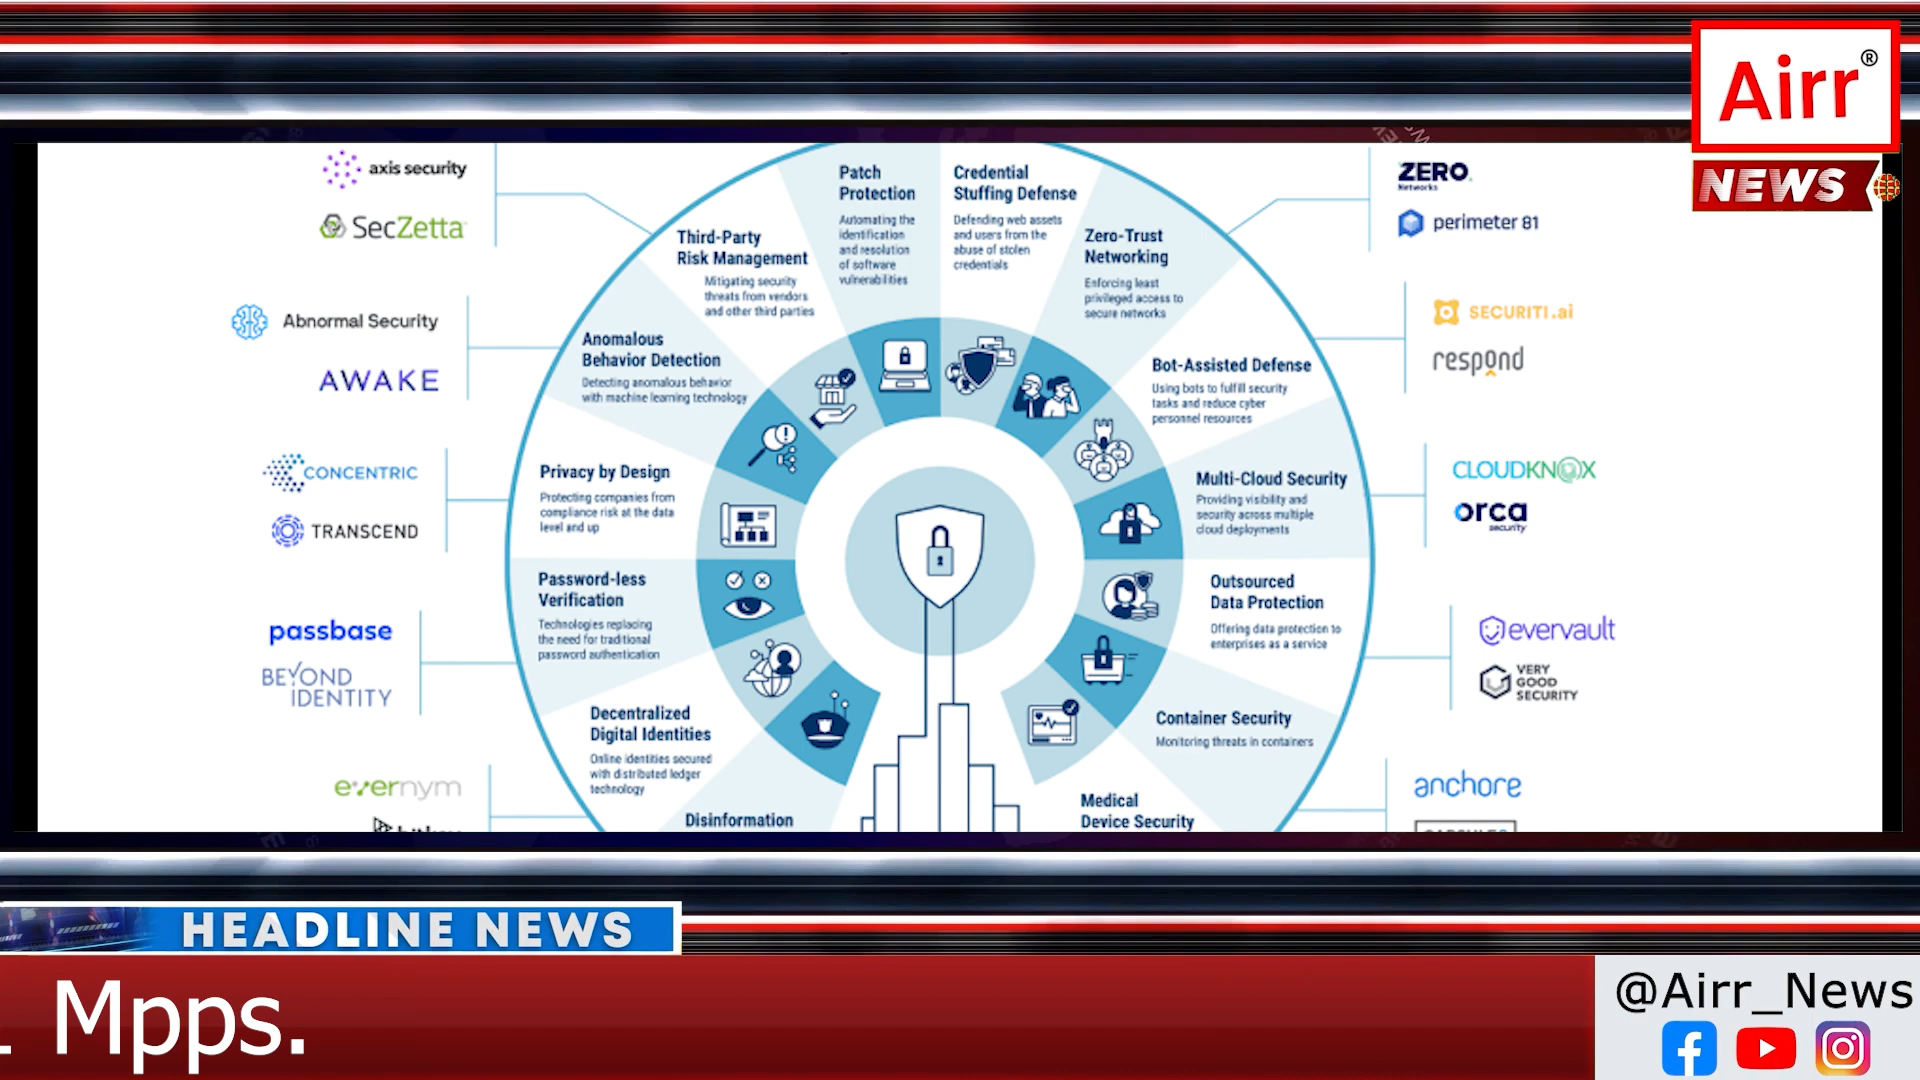 Airr®
NEWS
axis security
SecZetta
Abnormal Security
AWAKE
CONCENTRIC
TRANSCEND
passbase
BEYOND
IDENTITY
evernym
Patch
Protection
Automating the
identification
and resolution
of software
vulnerabilities
Credential
Stuffing Defense
Defending web assets
and users from the
abuse of stolen
credentials
Third-Party
Risk Management
Mitigating security
threats from vendors
and other third parties
Zero-Trust
Networking
Enforcing least
privileged access to
secure networks
Anomalous
Behavior Detection
Detecting anomalous behavior
with machine learning technology
Bot-Assisted Defense
Using bots to fulfill security
tasks and reduce cyber
personnel resources
Privacy by Design
Protecting companies from
compliance risk at the data
level and up
Multi-Cloud Security
Providing visibility and
security across multiple
cloud deployments
Password-less
Verification
Technologies replacing
the need for traditional
password authentication
Outsourced
Data Protection
Offering data protection to
enterprises as a service
Decentralized
Digital Identities
Online identities secured
with distributed ledger
technology
Container Security
Monitoring threats in containers
Disinformation
Medical
Device Security
ZERO
Networks
perimeter 81
SECURITI.ai
respond
CLOUDKNOX
orca
security
evervault
VERY
GOOD
SECURITY
anchore
HEADLINE NEWS
. Mpps.
@Airr_News